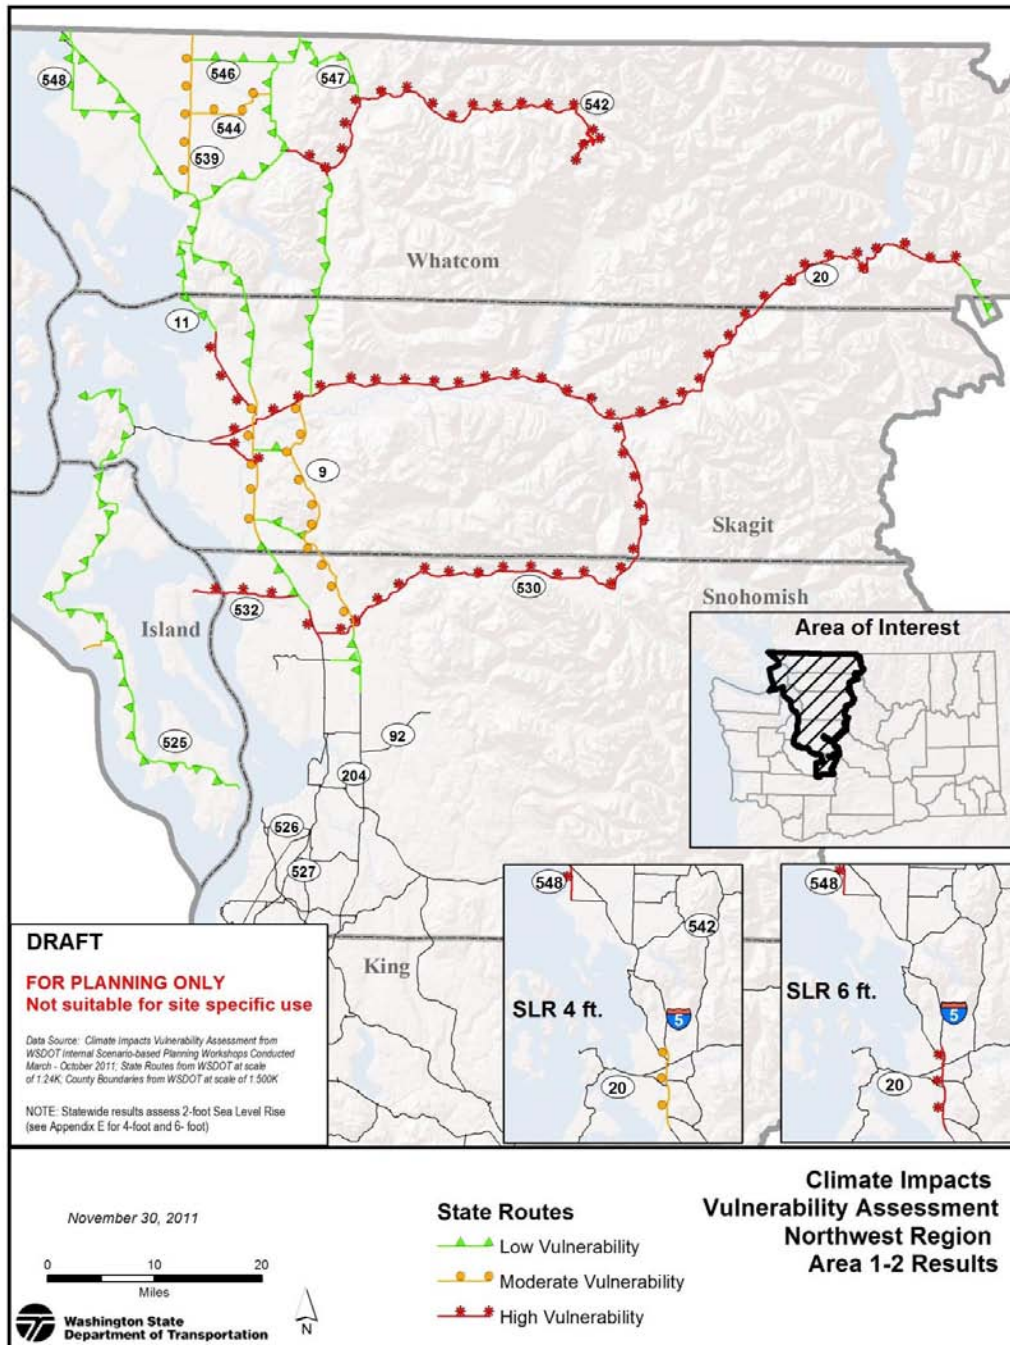 548
546
547
542
544
539
Whatcom
20
11
9
Skagit
530
Snohomish
532
Island
Area of Interest
525
92
204
526
527
King
548
542
SLR 4 ft.
5
20
548
SLR 6 ft.
5
20
DRAFT
FOR PLANNING ONLY
Not suitable for site specific use
Data Source: Climate Impacts Vulnerability Assessment from
WSDOT Internal Scenario-based Planning Workshops Conducted
March - October 2011; State Routes from WSDOT at scale
of 1:24K; County Boundaries from WSDOT at scale of 1:500K
NOTE: Statewide results assess 2-foot Sea Level Rise
(see Appendix E for 4-foot and 6- foot)
November 30, 2011
0 10 20
Miles
Washington State
Department of Transportation
N
State Routes
Low Vulnerability
Moderate Vulnerability
High Vulnerability
Climate Impacts
Vulnerability Assessment
Northwest Region
Area 1-2 Results